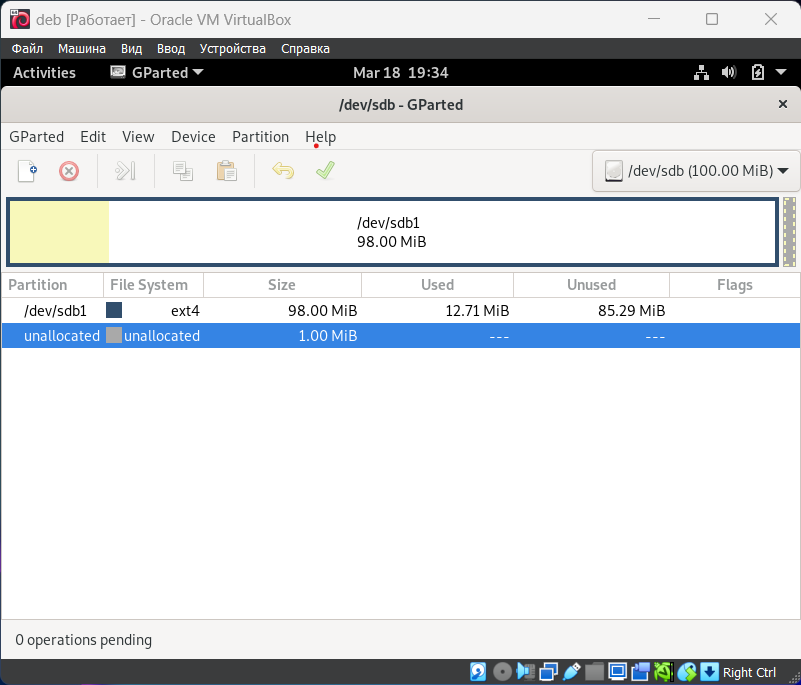 deb [Работает] - Oracle VM VirtualBox
Файл Машина Вид Ввод Устройства Справка
Activities GParted Mar 18 19:34
/dev/sdb - GParted
GParted Edit View Device Partition Help
/dev/sdb (100.00 MiB)
/dev/sdb1
98.00 MiB
Partition File System Size Used Unused Flags
/dev/sdb1 ext4 98.00 MiB 12.71 MiB 85.29 MiB
unallocated unallocated 1.00 MiB --- ---
0 operations pending
Right Ctrl